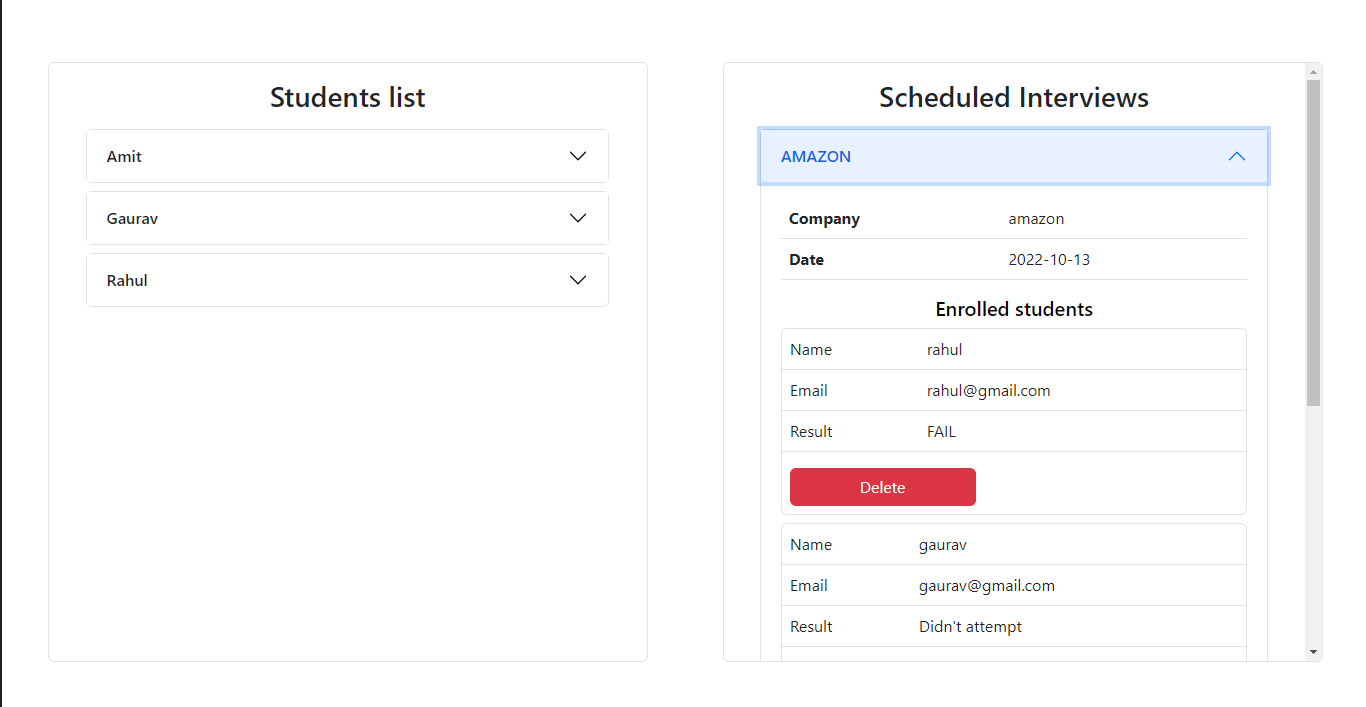 Students list
Amit
Gaurav
Rahul
Scheduled Interviews
AMAZON
Company amazon
Date 2022-10-13
Enrolled students
Name rahul
Email rahul@gmail.com
Result FAIL
Delete
Name gaurav
Email gaurav@gmail.com
Result Didn't attempt